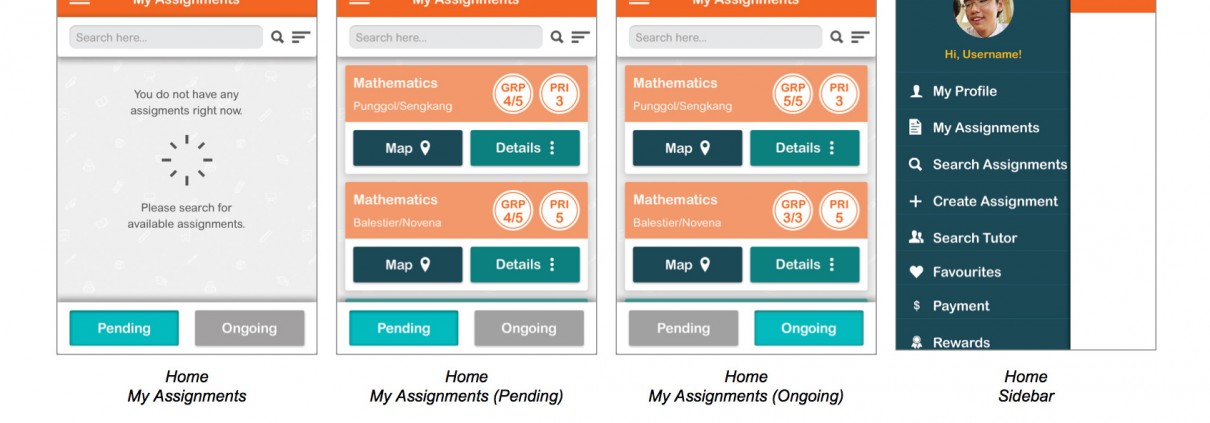 My Assignments
Search here...
You do not have any
assigments right now.
Please search for
available assignments.
Pending
Ongoing
Home
My Assignments
My Assignments
Search here...
Mathematics
Punggol/Sengkang
GRP
4/5
PRI
3
Map
Details
Mathematics
Balestier/Novena
GRP
4/5
PRI
5
Map
Details
Pending
Ongoing
Home
My Assignments (Pending)
My Assignments
Search here...
Mathematics
Punggol/Sengkang
GRP
5/5
PRI
3
Map
Details
Mathematics
Balestier/Novena
GRP
3/3
PRI
5
Map
Details
Pending
Ongoing
Home
My Assignments (Ongoing)
Hi, Username!
My Profile
My Assignments
Search Assignments
Create Assignment
Search Tutor
Favourites
$ Payment
Rewards
Home
Sidebar